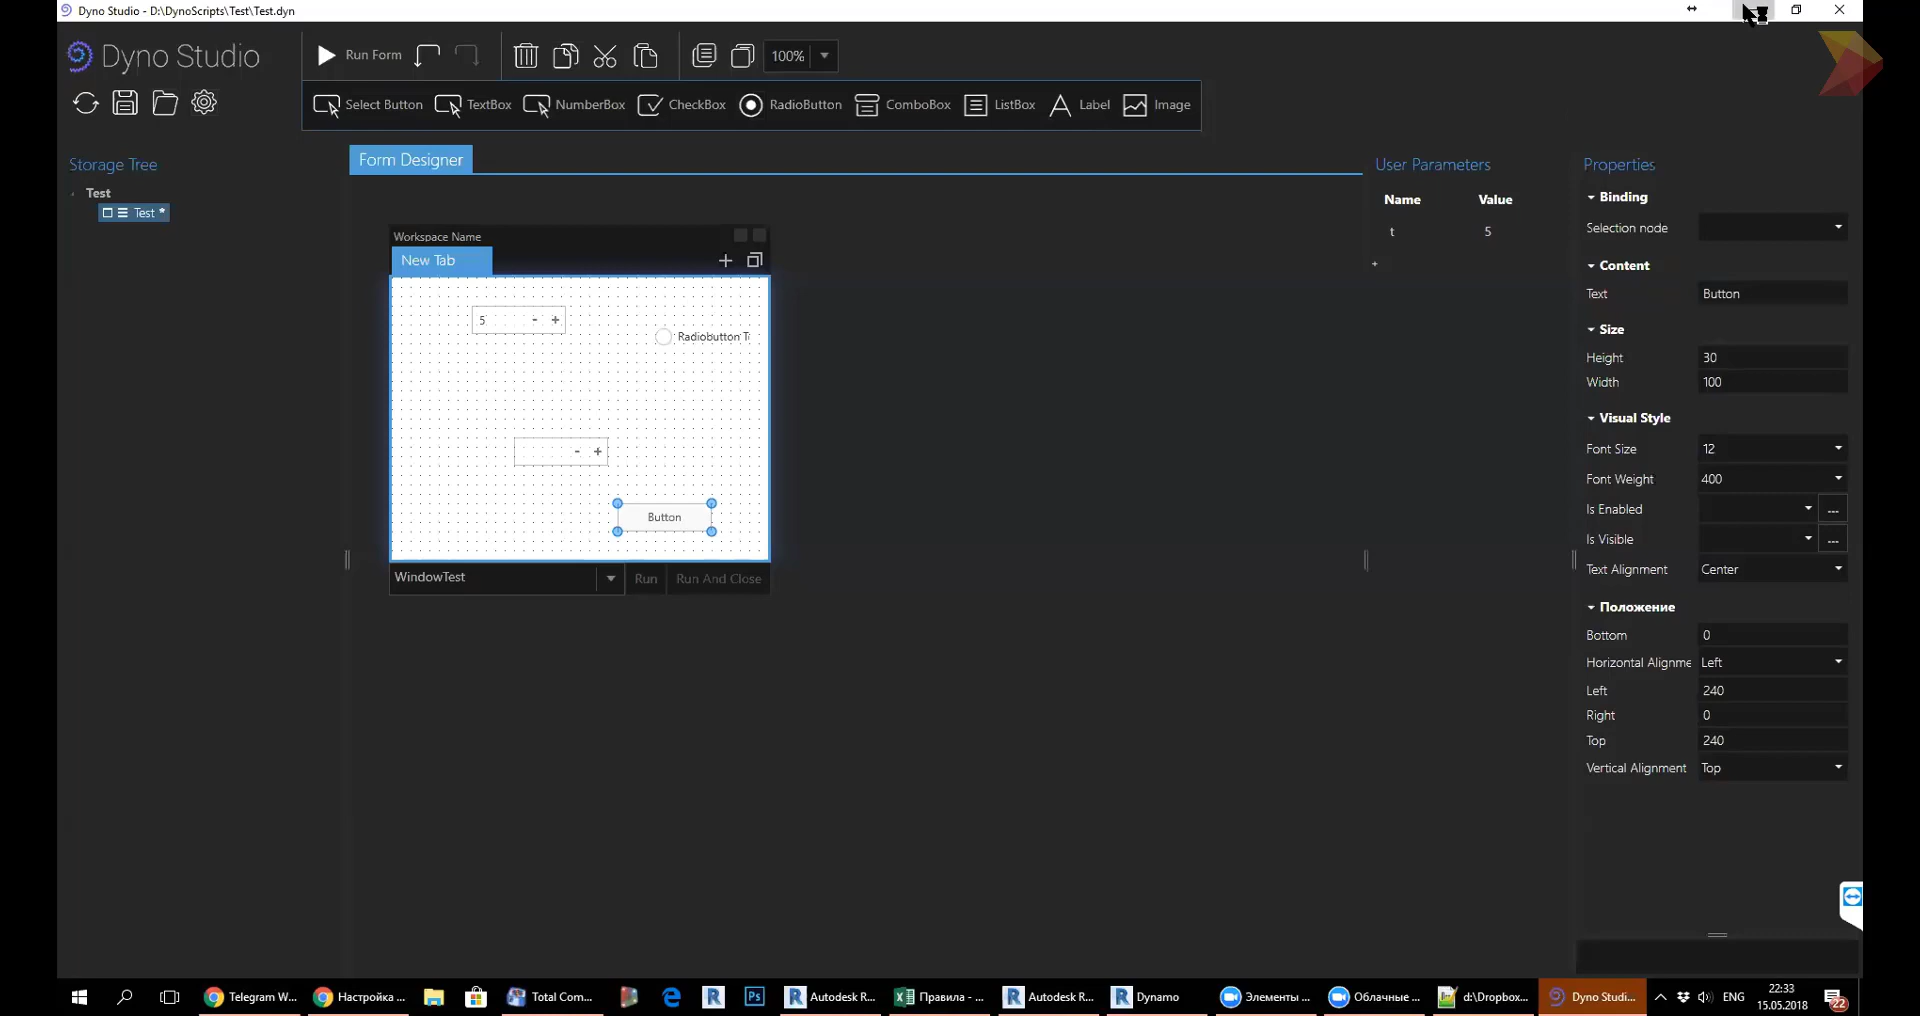 Dyno Studio - D:\DynoScripts\Test\Test.dyn
Dyno Studio
Run Form
100%
Select Button TextBox NumberBox CheckBox RadioButton ComboBox ListBox Label Image
Storage Tree
Test
Test *
Form Designer
Workspace Name
New Tab
5 - +
Radiobutton T
- +
Button
WindowTest Run Run And Close
User Parameters
Name Value
t 5
+
Properties
Binding
Selection node
Content
Text Button
Size
Height 30
Width 100
Visual Style
Font Size 12
Font Weight 400
Is Enabled ...
Is Visible ...
Text Alignment Center
Положение
Bottom 0
Horizontal Alignme Left
Left 240
Right 0
Top 240
Vertical Alignment Top
Telegram W... Настройка ... Total Com... Ps Autodesk R... Правила - ... Autodesk R... Dynamo Элементы ... Облачные ... d:\Dropbox... Dyno Studi... ENG
22:33
15.05.2018
22